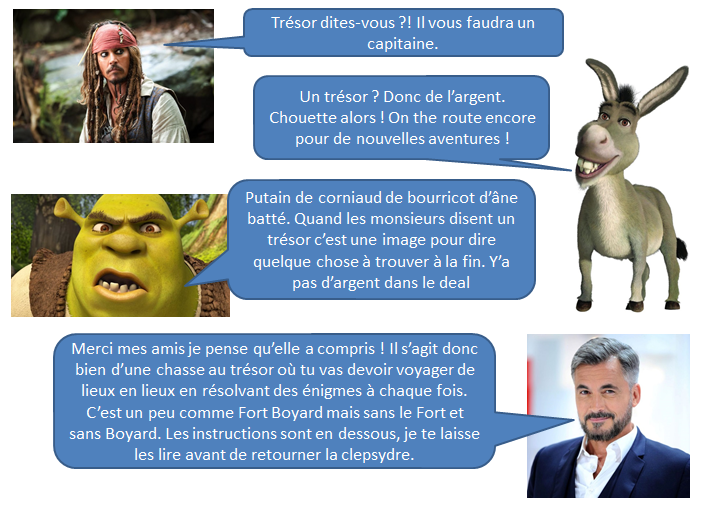 Trésor dites-vous ?! Il vous faudra un
capitaine.
Un trésor ? Donc de l’argent.
Chouette alors ! On the route encore
pour de nouvelles aventures !
Putain de corniaud de bourricot d’âne
batté. Quand les monsieurs disent un
trésor c’est une image pour dire
quelque chose à trouver à la fin. Y’a
pas d’argent dans le deal
Merci mes amis je pense qu’elle a compris ! Il s’agit donc
bien d’une chasse au trésor où tu vas devoir voyager de
lieux en lieux en résolvant des énigmes à chaque fois.
C’est un peu comme Fort Boyard mais sans le Fort et
sans Boyard. Les instructions sont en dessous, je te laisse
les lire avant de retourner la clepsydre.